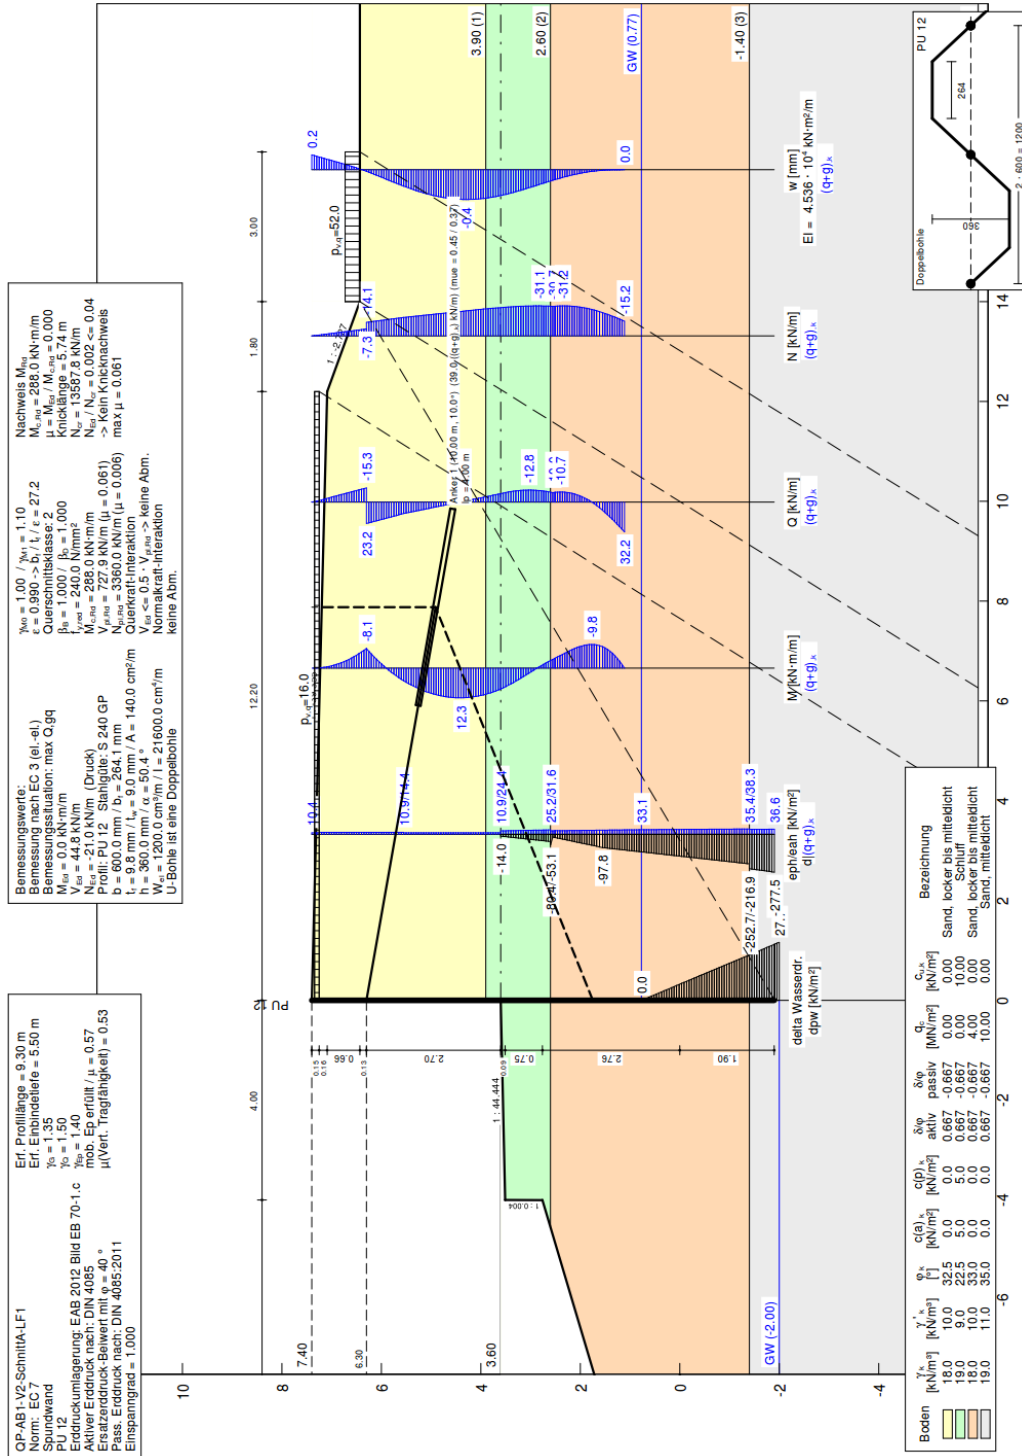 QP-AB1-V2-SchnittA-LF1
Norm: EC 7
Spundwand
PU 12
Erddruckumlagerung: EAB 2012 Bild EB 70-1.c
Aktiver Erddruck nach: DIN 4085
Ersatzerddruck-Beiwert mit φ = 40 °
Pass. Erddruck nach: DIN 4085:2011
Einspanngrad = 1.000
Erf. Profillänge = 9.30 m
Erf. Einbindetiefe = 5.50 m
γG = 1.35
γQ = 1.50
γEp = 1.40
mob. Ep erfüllt / μ = 0.57
μ(Vert. Tragfähigkeit) = 0.53
Bemessungswerte:
Bemessung nach EC 3 (el.-el.)
Bemessungssituation: max Q,gq
MEd = 0.0 kN·m/m
VEd = 44.8 kN/m
NEd = -21.0 kN/m (Druck)
Profil: PU 12 Stahlgüte: S 240 GP
b = 600.0 mm / bf = 264.1 mm
tf = 9.8 mm / tw = 9.0 mm / A = 140.0 cm²/m
h = 360.0 mm / α = 50.4 °
Wel = 1200.0 cm³/m / I = 21600.0 cm⁴/m
U-Bohle ist eine Doppelbohle
γM0 = 1.00 / γM1 = 1.10
ε = 0.990 -> bf / tf / ε = 27.2
Querschnittsklasse: 2
βB = 1.000 / βD = 1.000
fy,red = 240.0 N/mm²
Mc,Rd = 288.0 kN·m/m
Vpl,Rd = 727.9 kN/m (μ = 0.061)
Npl,Rd = 3360.0 kN/m (μ = 0.006)
Querkraft-Interaktion
VEd <= 0.5 · Vpl,Rd -> keine Abm.
Normalkraft-Interaktion
keine Abm.
Nachweis MRd
Mc,Rd = 288.0 kN·m/m
μ = MEd / Mc,Rd = 0.000
Knicklänge = 5.74 m
Ncr = 13587.8 kN/m
NEd / Ncr = 0.002 <= 0.04
-> Kein Knicknachweis
max μ = 0.061
4.00
12.20
1.80
3.00
7.40
6.30
3.60
10
8
6
4
2
0
-2
-4
PU 12
0.15
0.16
0.66
0.13
2.70
0.09
0.75
2.76
1.90
1 : 44.444
1 : 0.004
GW (-2.00)
pv,q=16.0
1 : -2.727
pv,q=52.0
3.90 (1)
2.60 (2)
GW (0.77)
-1.40 (3)
Anker 1 (10.00 m, 10.0°) (39.0 ((q+g),k) kN/m) (mue = 0.45 / 0.37)
lp = 4.00 m
0.0
27..
delta Wasserdr.
dpw [kN/m²]
10.4
10.9/14.4
10.9/24.4
25.2/31.6
33.1
35.4/38.3
36.6
-14.0
-97.8
-252.7/-216.9
-277.5
eph/eah [kN/m²]
d|(q+g),k
-8.1
12.3
-9.8
M [kN·m/m]
(q+g),k
-15.3
23.2
-12.8
-10.7
32.2
Q [kN/m]
(q+g),k
-7.3
-14.1
-31.1
-31.2
-15.2
N [kN/m]
(q+g),k
0.2
-0.4
0.0
w [mm]
(q+g),k
EI = 4.536 · 10⁴ kN·m²/m
-6
-4
-2
0
2
4
6
8
10
12
14
Boden
γk [kN/m³]
γ'k [kN/m³]
φk [°]
c(a)k [kN/m²]
c(p)k [kN/m²]
δ/φ aktiv
δ/φ passiv
qc [MN/m²]
cu,k [kN/m²]
Bezeichnung
18.0 10.0 32.5 0.0 0.0 0.667 -0.667 0.00 0.00 Sand, locker bis mitteldicht
19.0 9.0 22.5 5.0 5.0 0.667 -0.667 0.00 10.00 Schluff
18.0 10.0 33.0 0.0 0.0 0.667 -0.667 4.00 0.00 Sand, locker bis mitteldicht
19.0 11.0 35.0 0.0 0.0 0.667 -0.667 10.00 0.00 Sand, mitteldicht
PU 12
Doppelbohle
264
360
2 · 600 = 1200